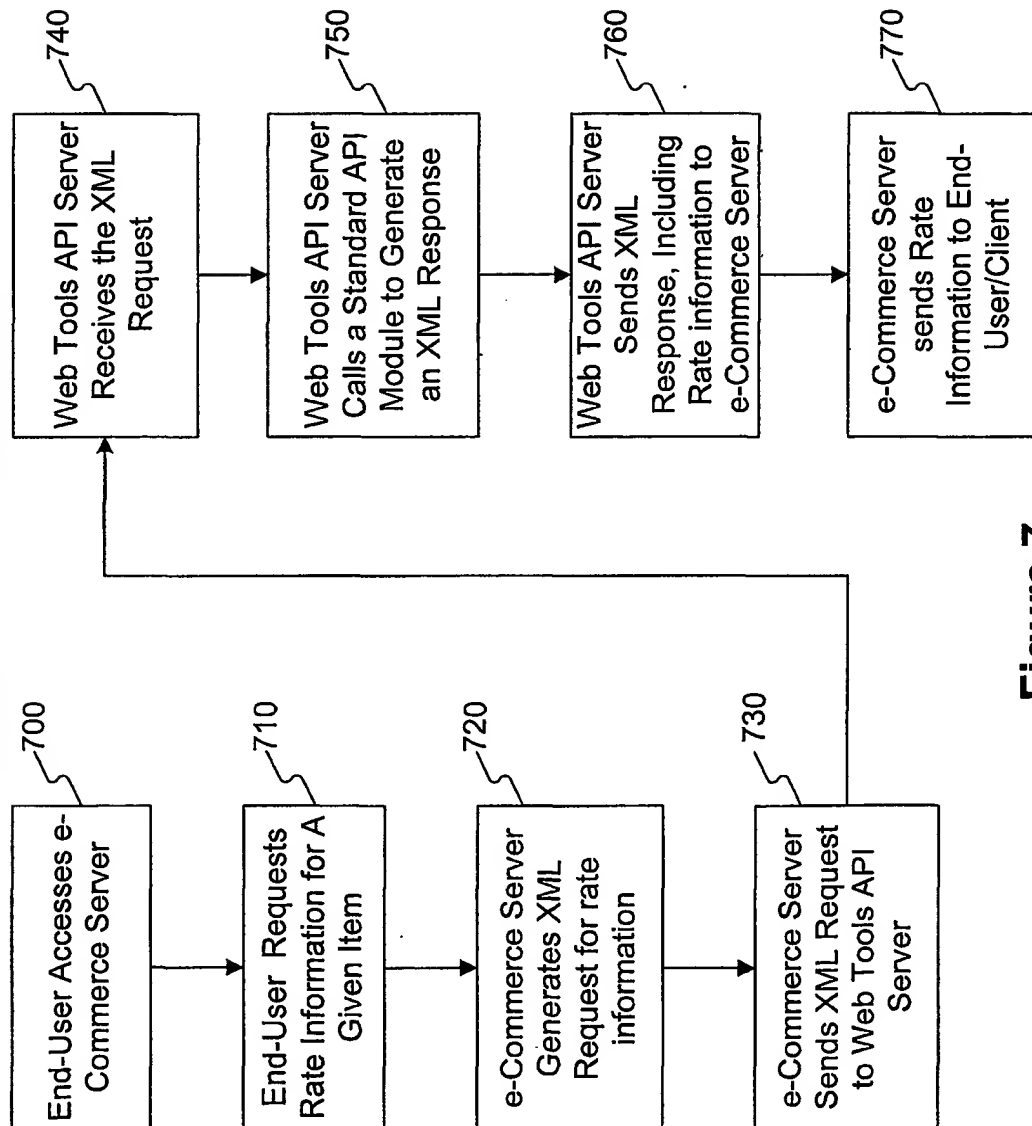 End-User Accesses e-
Commerce Server
700
End-User Requests
Rate Information for A
Given Item
710
e-Commerce Server
Generates XML
Request for rate
information
720
e-Commerce Server
Sends XML Request
to Web Tools API
Server
730
Web Tools API Server
Receives the XML
Request
740
Web Tools API Server
Calls a Standard API
Module to Generate
an XML Response
750
Web Tools API Server
Sends XML
Response, Including
Rate information to
e-Commerce Server
760
e-Commerce Server
sends Rate
Information to End-
User/Client
770
Figure 7